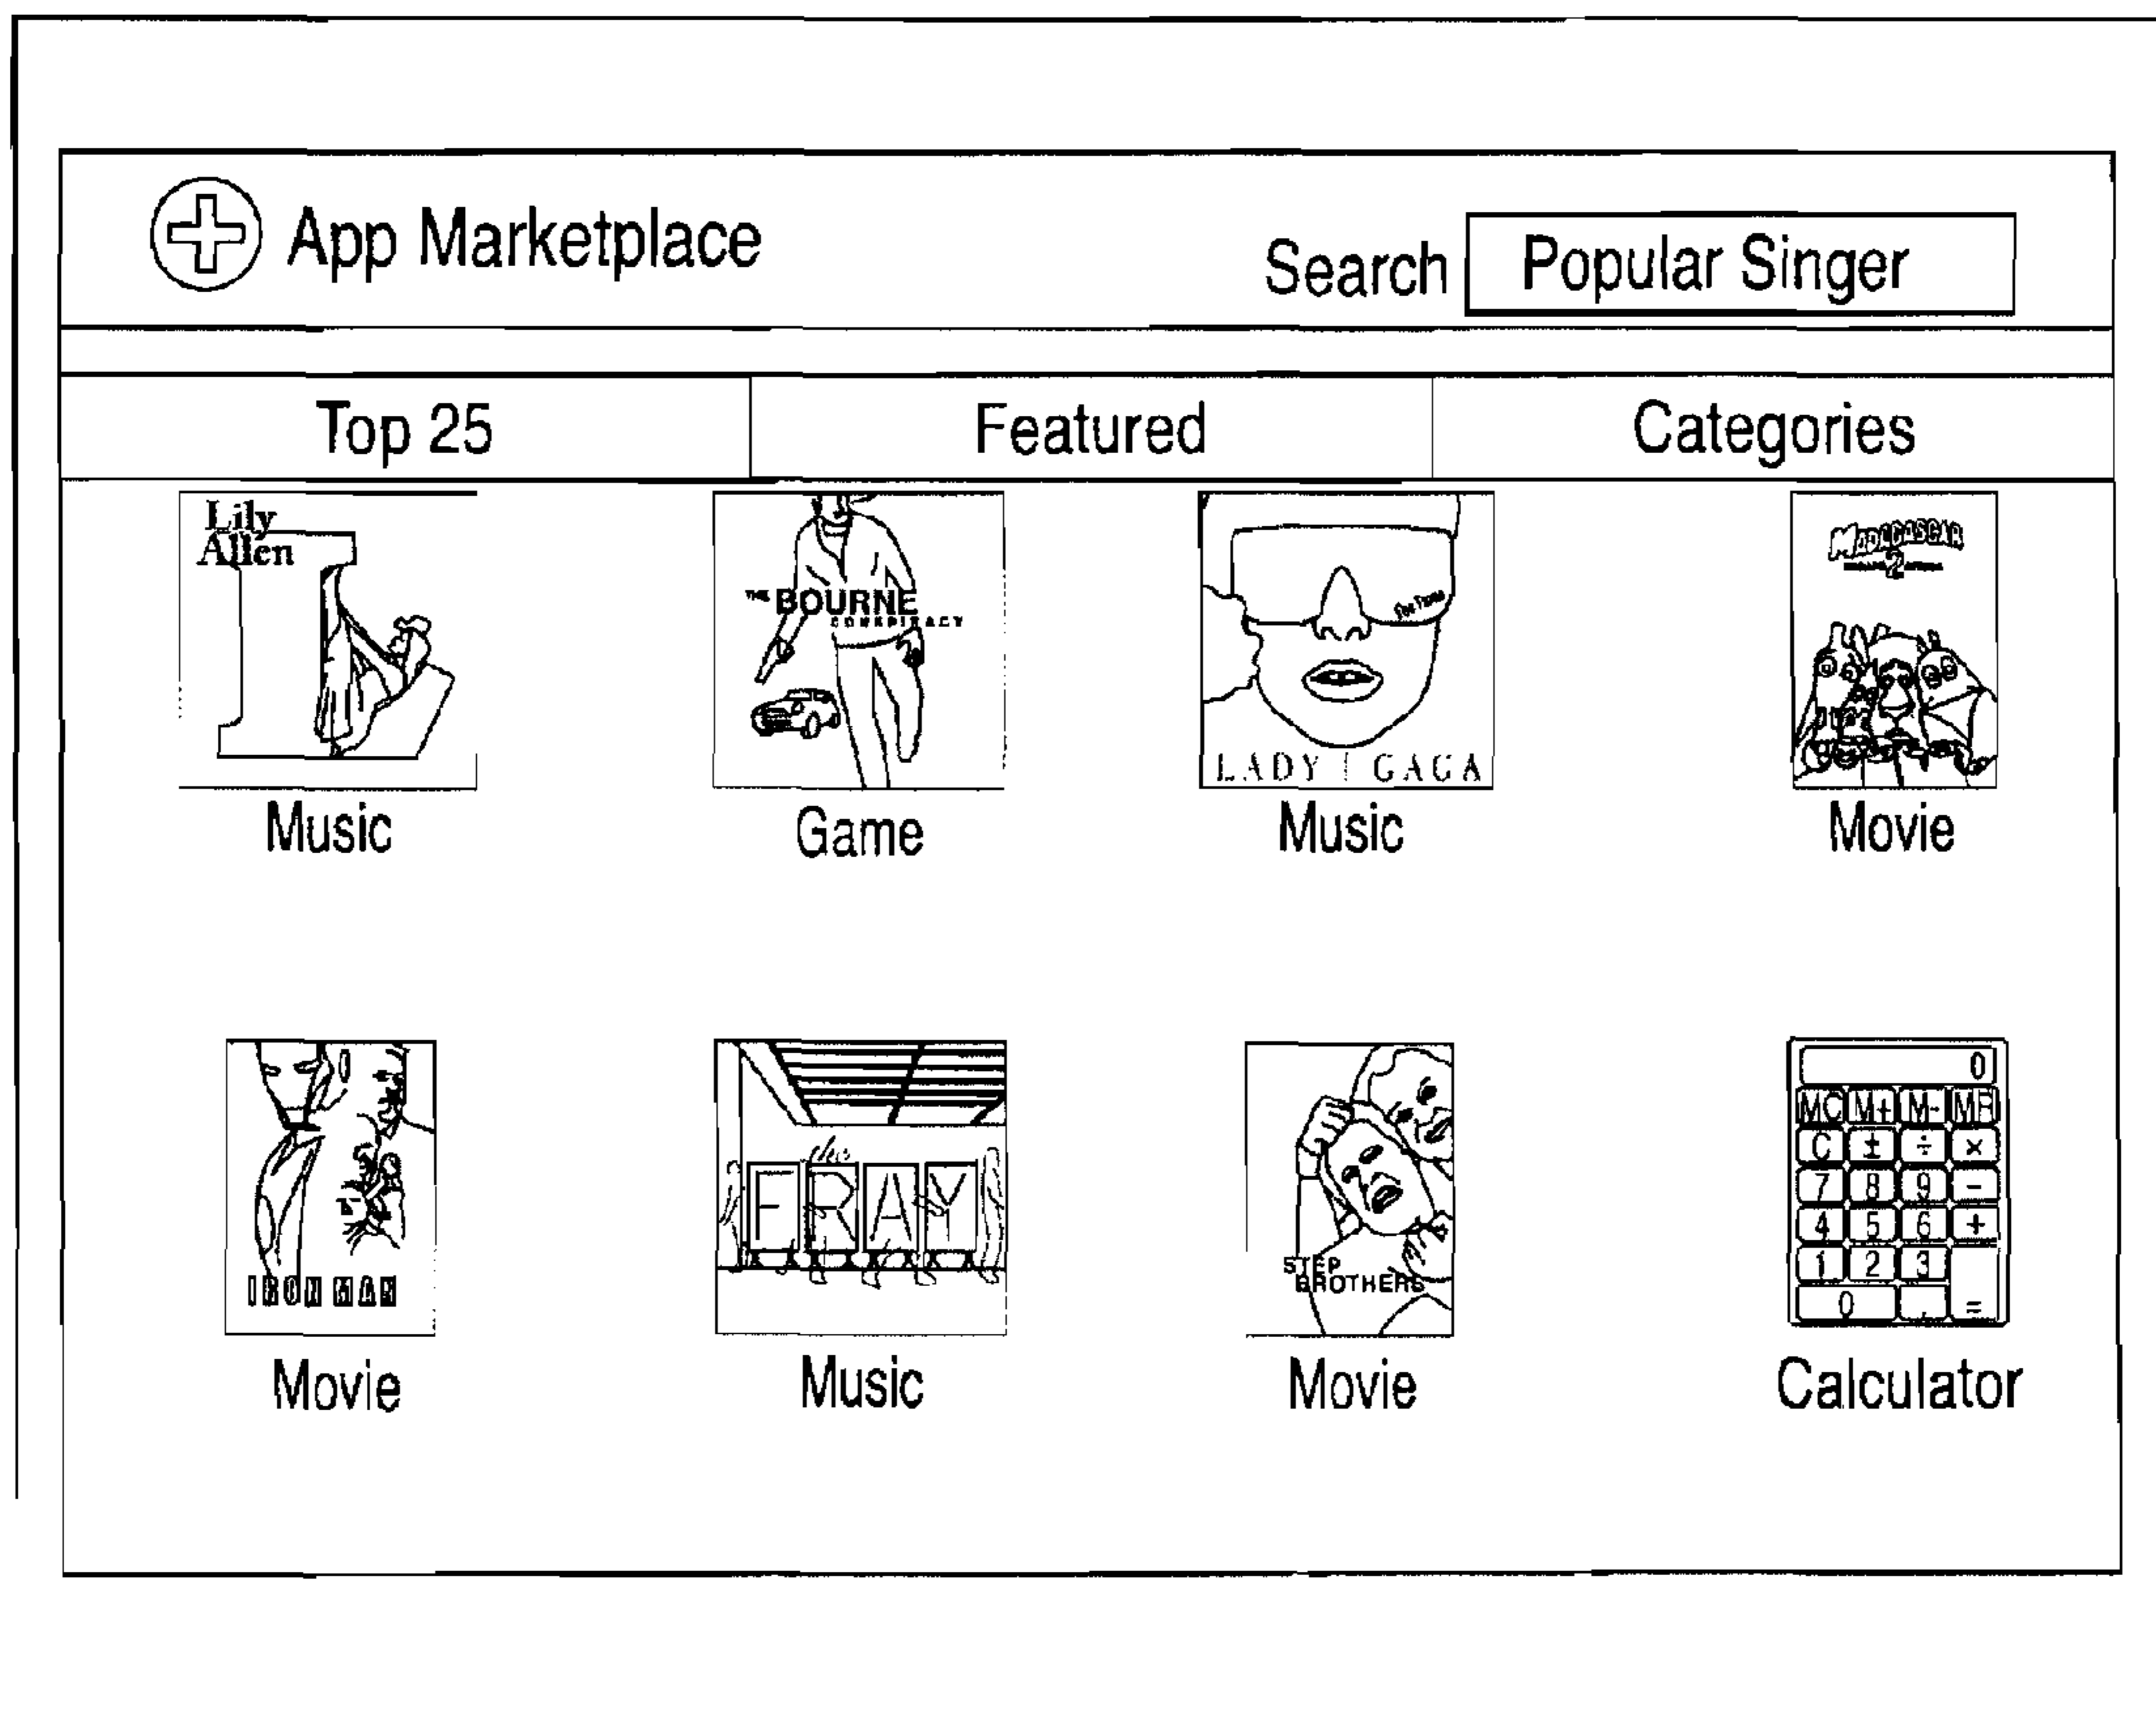 App Marketplace
Search Popular Singer
Top 25 Featured Categories
Lily
Allen
Music
THE BOURNE
CONSPIRACY
Game
LADY GAGA
Music
MADAGASCAR
2
Movie
IRON MAN
Movie
the
FRAY
Music
STEP
BROTHERS
Movie
0
MC M+ M- MR
C ± ÷ ×
7 8 9 -
4 5 6 +
1 2 3
0 . =
Calculator